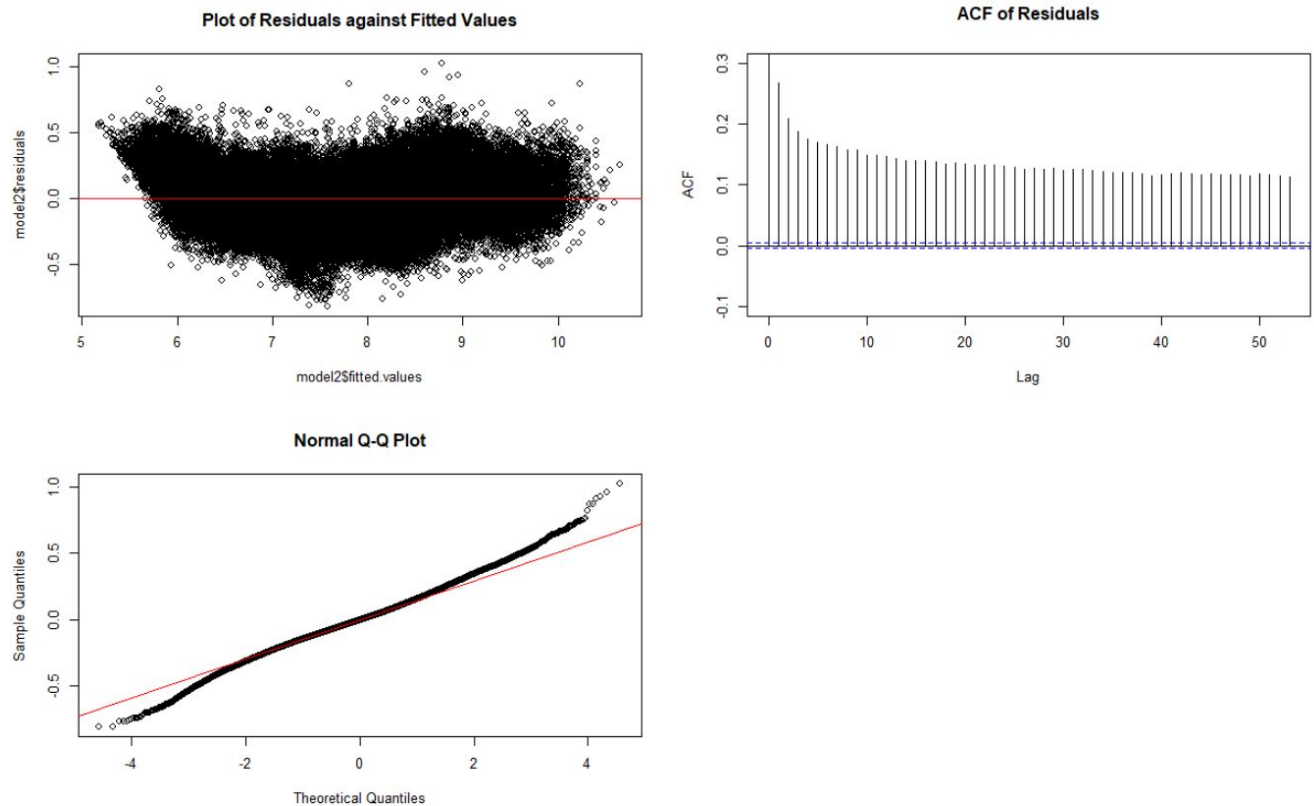 Plot of Residuals against Fitted Values
model2$residuals
1.0
0.5
0.0
-0.5
5 6 7 8 9 10
model2$fitted.values
ACF of Residuals
ACF
0.3
0.2
0.1
0.0
-0.1
0 10 20 30 40 50
Lag
Normal Q-Q Plot
Sample Quantiles
1.0
0.5
0.0
-0.5
-4 -2 0 2 4
Theoretical Quantiles